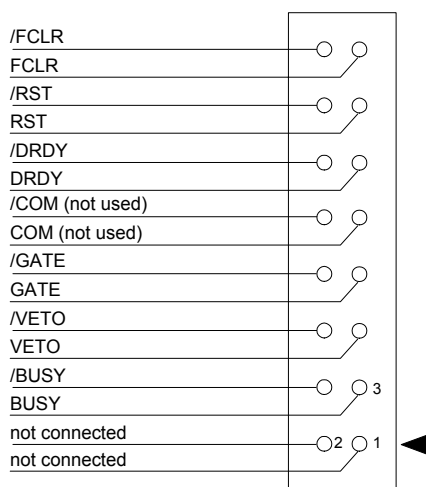 /FCLR
FCLR
/RST
RST
/DRDY
DRDY
/COM (not used)
COM (not used)
/GATE
GATE
/VETO
VETO
/BUSY
3
BUSY
not connected
2 1
not connected